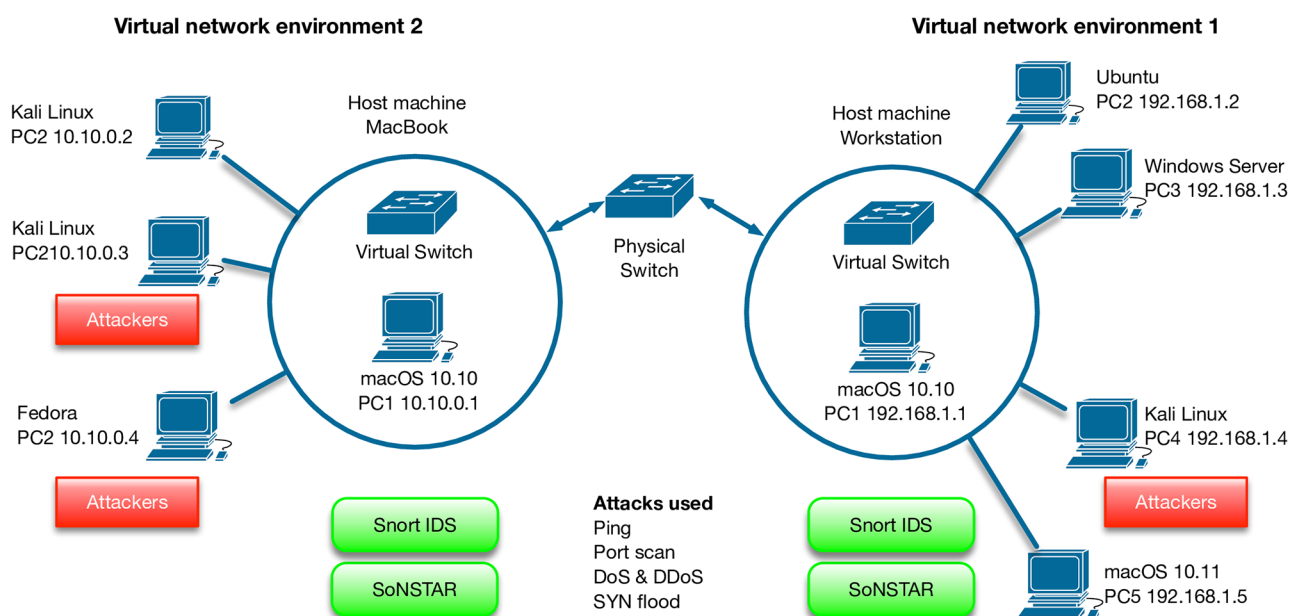 Virtual network environment 2
Virtual network environment 1
Kali Linux
PC2 10.10.0.2
Host machine
MacBook
Host machine
Workstation
Ubuntu
PC2 192.168.1.2
Windows Server
PC3 192.168.1.3
Kali Linux
PC210.10.0.3
Attackers
Virtual Switch
Physical
Switch
Virtual Switch
macOS 10.10
PC1 10.10.0.1
macOS 10.10
PC1 192.168.1.1
Fedora
PC2 10.10.0.4
Attackers
Kali Linux
PC4 192.168.1.4
Attackers
Snort IDS
SoNSTAR
Attacks used
Ping
Port scan
DoS & DDoS
SYN flood
Snort IDS
SoNSTAR
macOS 10.11
PC5 192.168.1.5